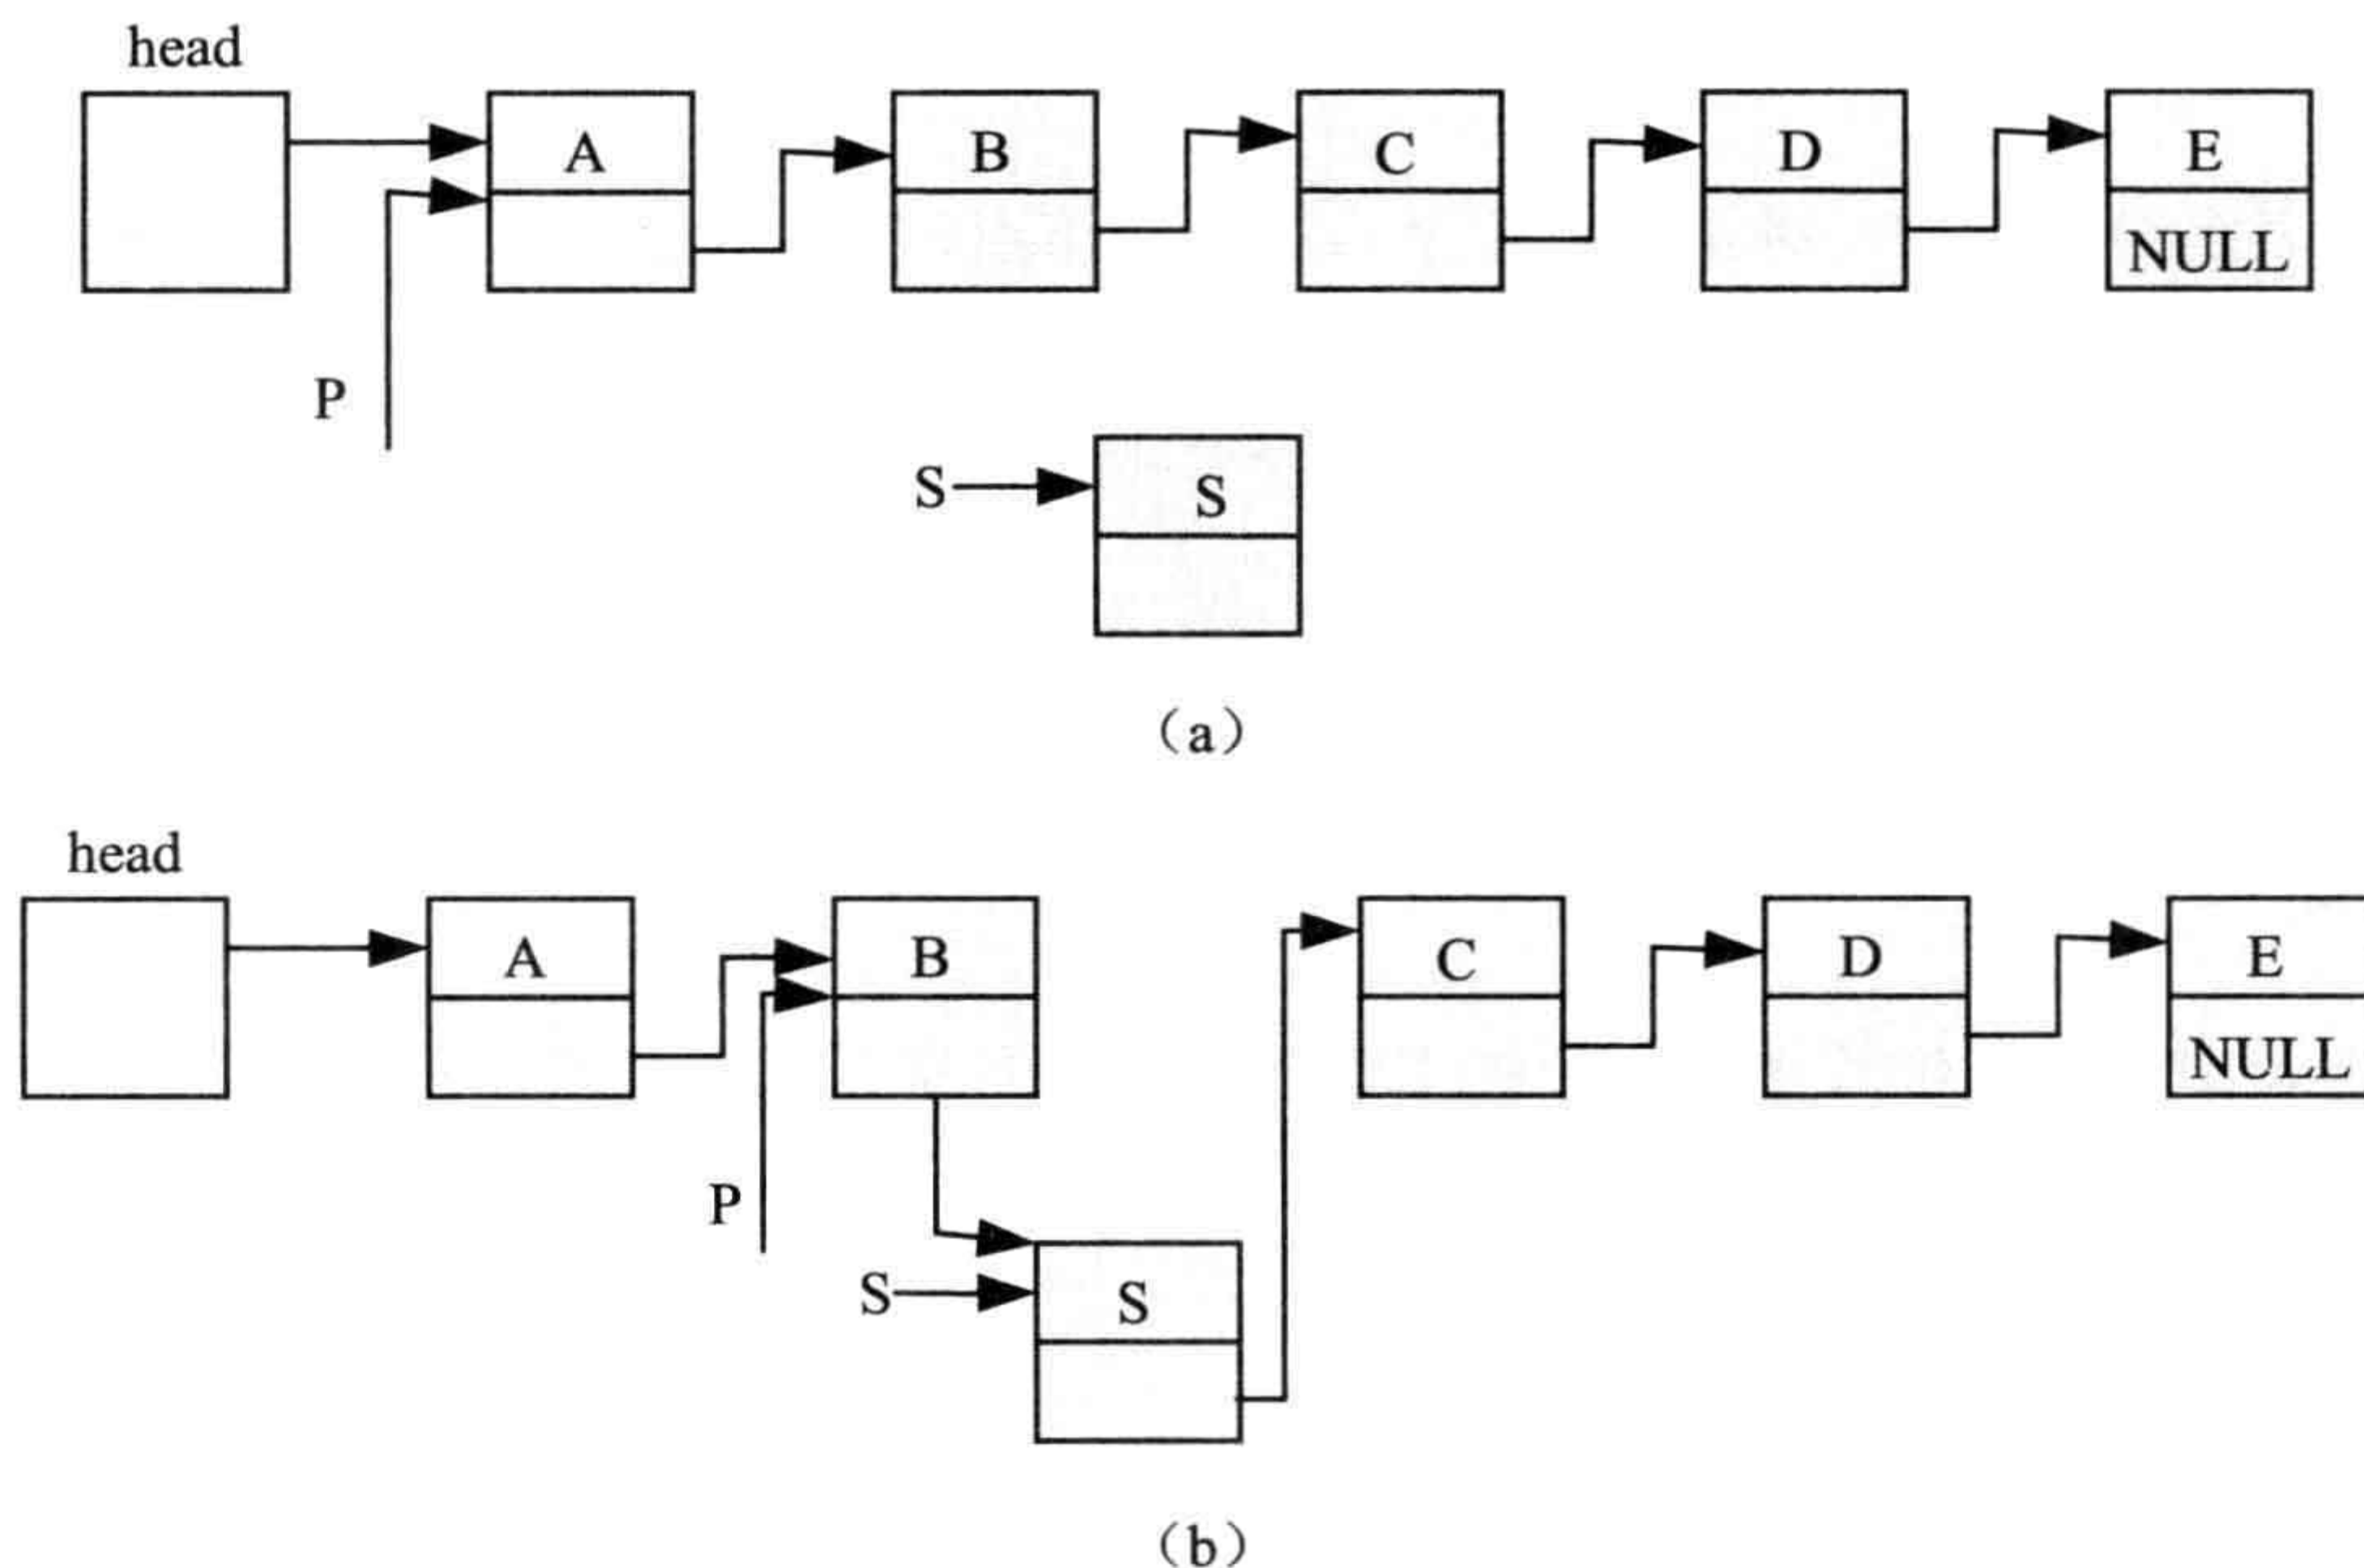 head
A B C D E
NULL
P
S S
（a）
head
A B C D E
NULL
P
S S
（b）